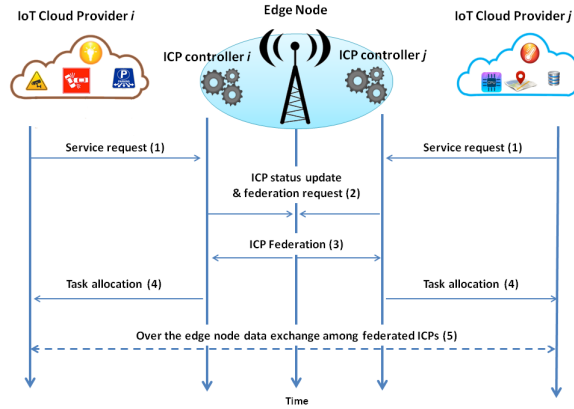 Edge Node
IoT Cloud Provider i
IoT Cloud Provider j
ICP controller i
ICP controller j
P
Service request (1)
Service request (1)
ICP status update
& federation request (2)
ICP Federation (3)
Task allocation (4)
Task allocation (4)
Over the edge node data exchange among federated ICPs (5)
Time